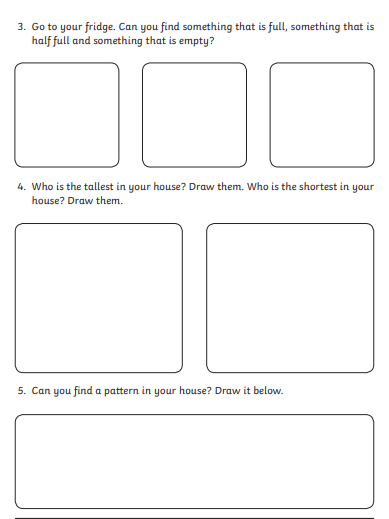 3. Go to your fridge. Can you find something that is full, something that is
half full and something that is empty?
4. Who is the tallest in your house? Draw them. Who is the shortest in your
house? Draw them.
5. Can you find a pattern in your house? Draw it below.